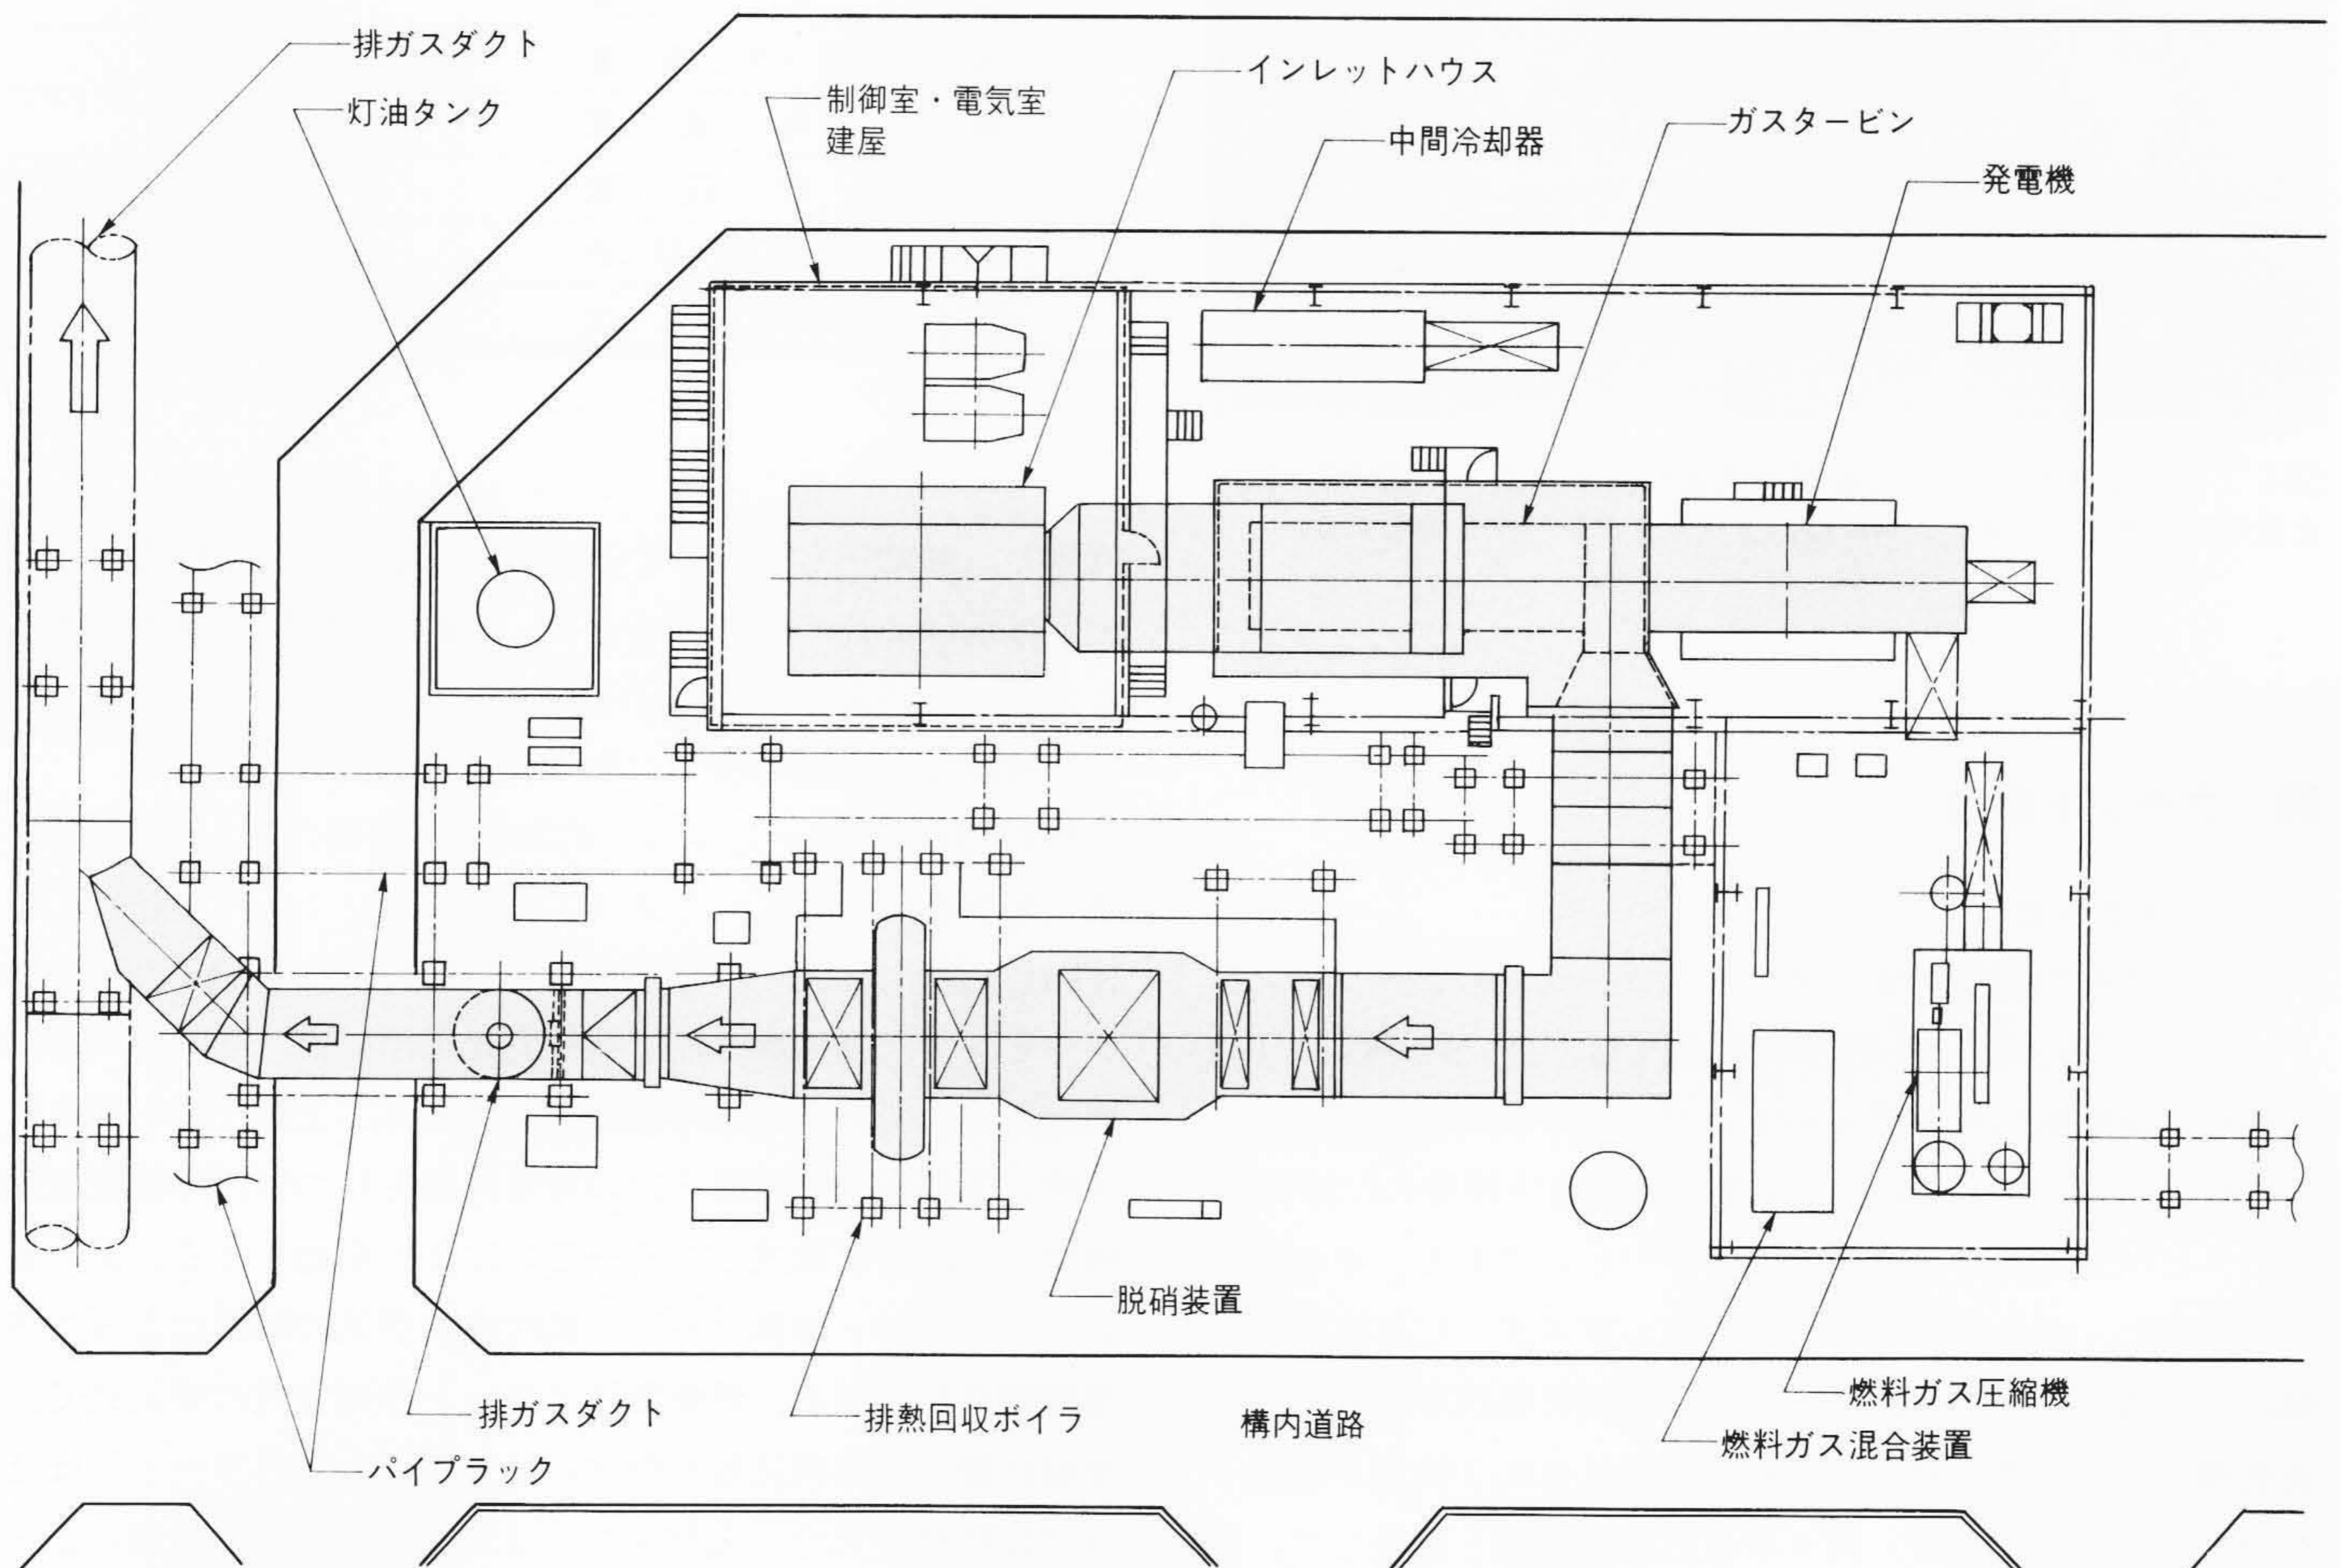 排ガスダクト
灯油タンク
制御室・電気室
建屋
インレットハウス
中間冷却器
ガスタービン
発電機
脱硝装置
排ガスダクト
パイプラック
排熱回収ボイラ
構内道路
燃料ガス圧縮機
燃料ガス混合装置